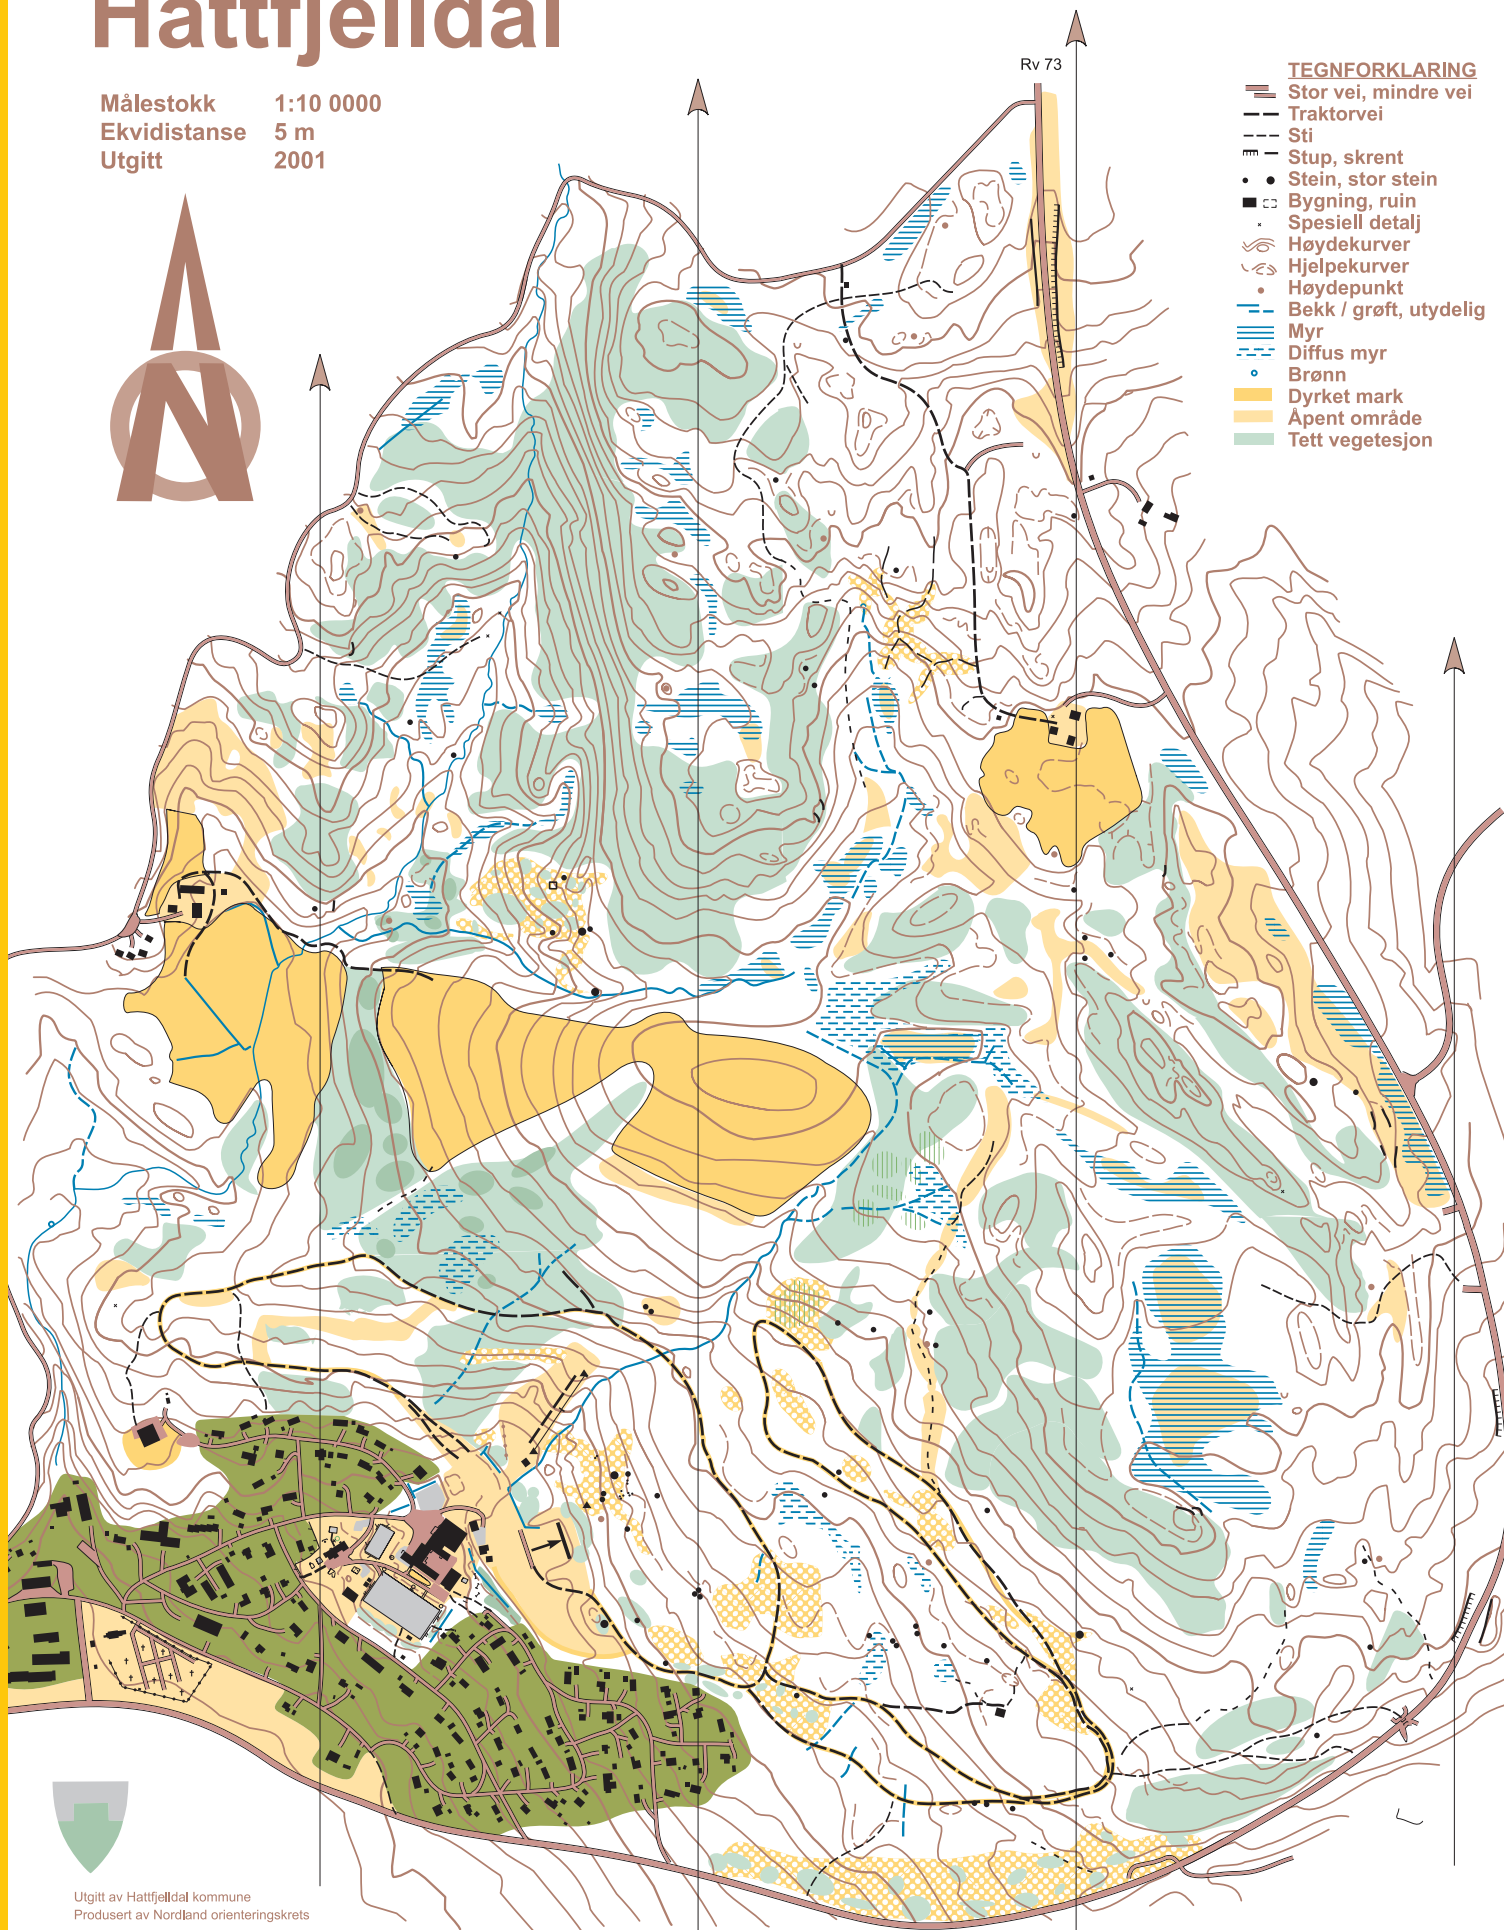 Hattfjelldal
Målestokk 1:10 0000
Ekvidistanse 5 m
Utgitt 2001
N
Rv 73
TEGNFORKLARING
Stor vei, mindre vei
Traktorvei
Sti
Stup, skrent
Stein, stor stein
Bygning, ruin
Spesiell detalj
Høydekurver
Hjelpekurver
Høydepunkt
Bekk / grøft, utydelig
Myr
Diffus myr
Brønn
Dyrket mark
Åpent område
Tett vegetesjon
Utgitt av Hattfjelldal kommune
Produsert av Nordland orienteringskrets